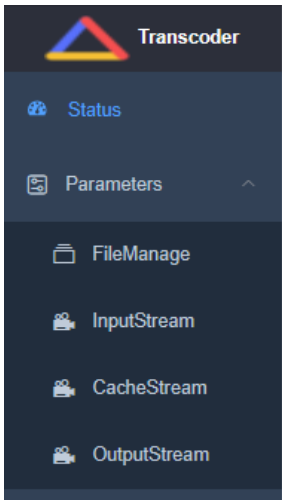 Transcoder
Status
Parameters
FileManage
InputStream
CacheStream
OutputStream